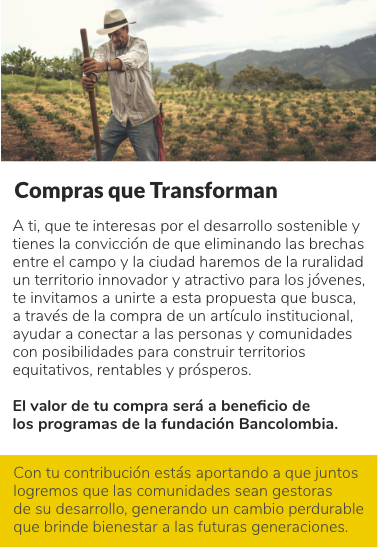 Compras que Transforman
A ti, que te interesas por el desarrollo sostenible y
tienes la convicción de que eliminando las brechas
entre el campo y la ciudad haremos de la ruralidad
un territorio innovador y atractivo para los jóvenes,
te invitamos a unirte a esta propuesta que busca,
a través de la compra de un artículo institucional,
ayudar a conectar a las personas y comunidades
con posibilidades para construir territorios
equitativos, rentables y prósperos.
El valor de tu compra será a beneficio de
los programas de la fundación Bancolombia.
Con tu contribución estás aportando a que juntos
logremos que las comunidades sean gestoras
de su desarrollo, generando un cambio perdurable
que brinde bienestar a las futuras generaciones.